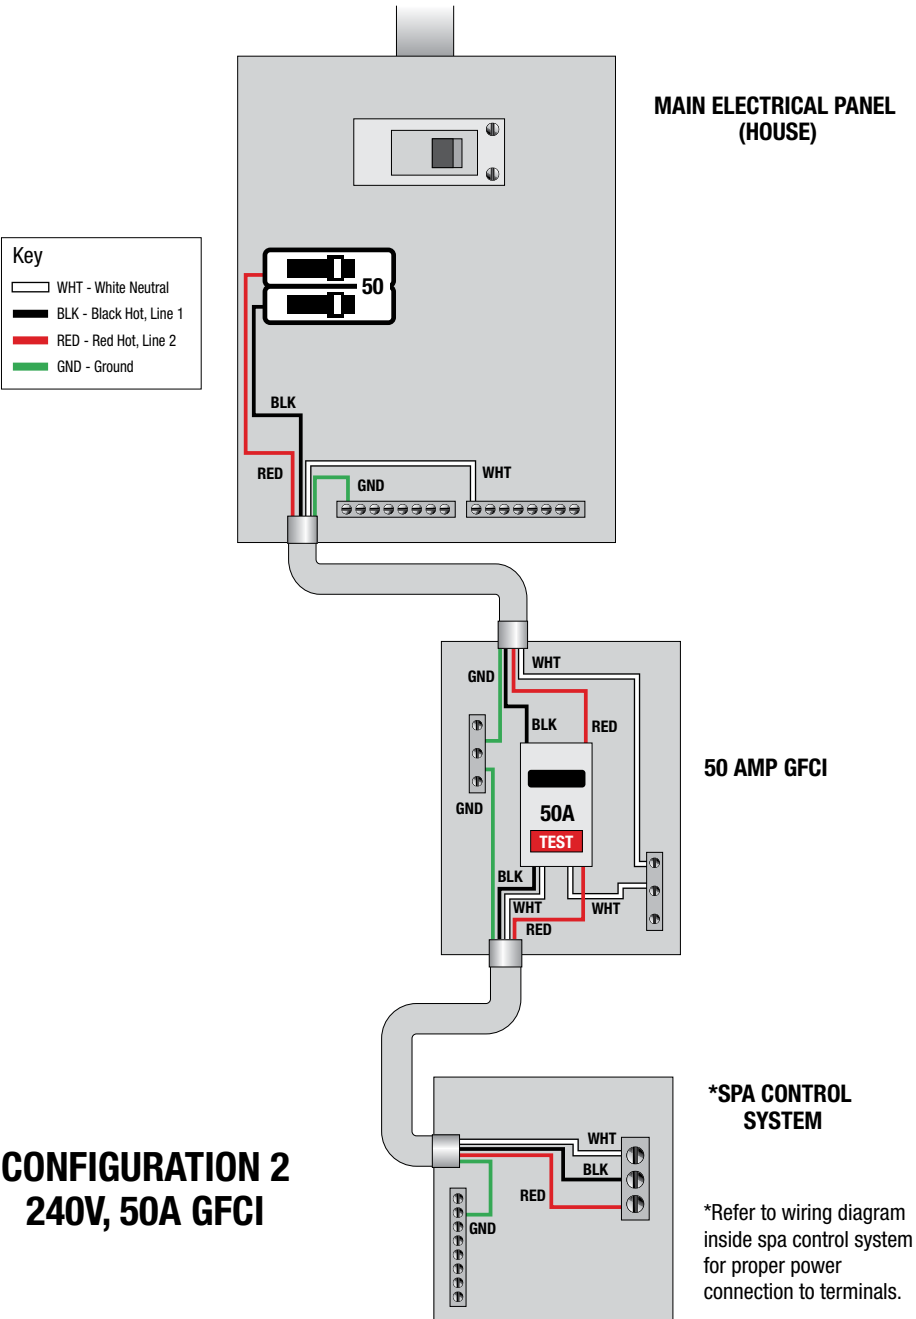 MAIN ELECTRICAL PANEL
(HOUSE)
Key
WHT - White Neutral
BLK - Black Hot, Line 1
RED - Red Hot, Line 2
GND - Ground
50
BLK
RED
GND
WHT
WHT
GND
BLK
RED
50 AMP GFCI
GND
50A
TEST
BLK
WHT
WHT
RED
*SPA CONTROL
SYSTEM
WHT
BLK
RED
GND
CONFIGURATION 2
240V, 50A GFCI
*Refer to wiring diagram
inside spa control system
for proper power
connection to terminals.